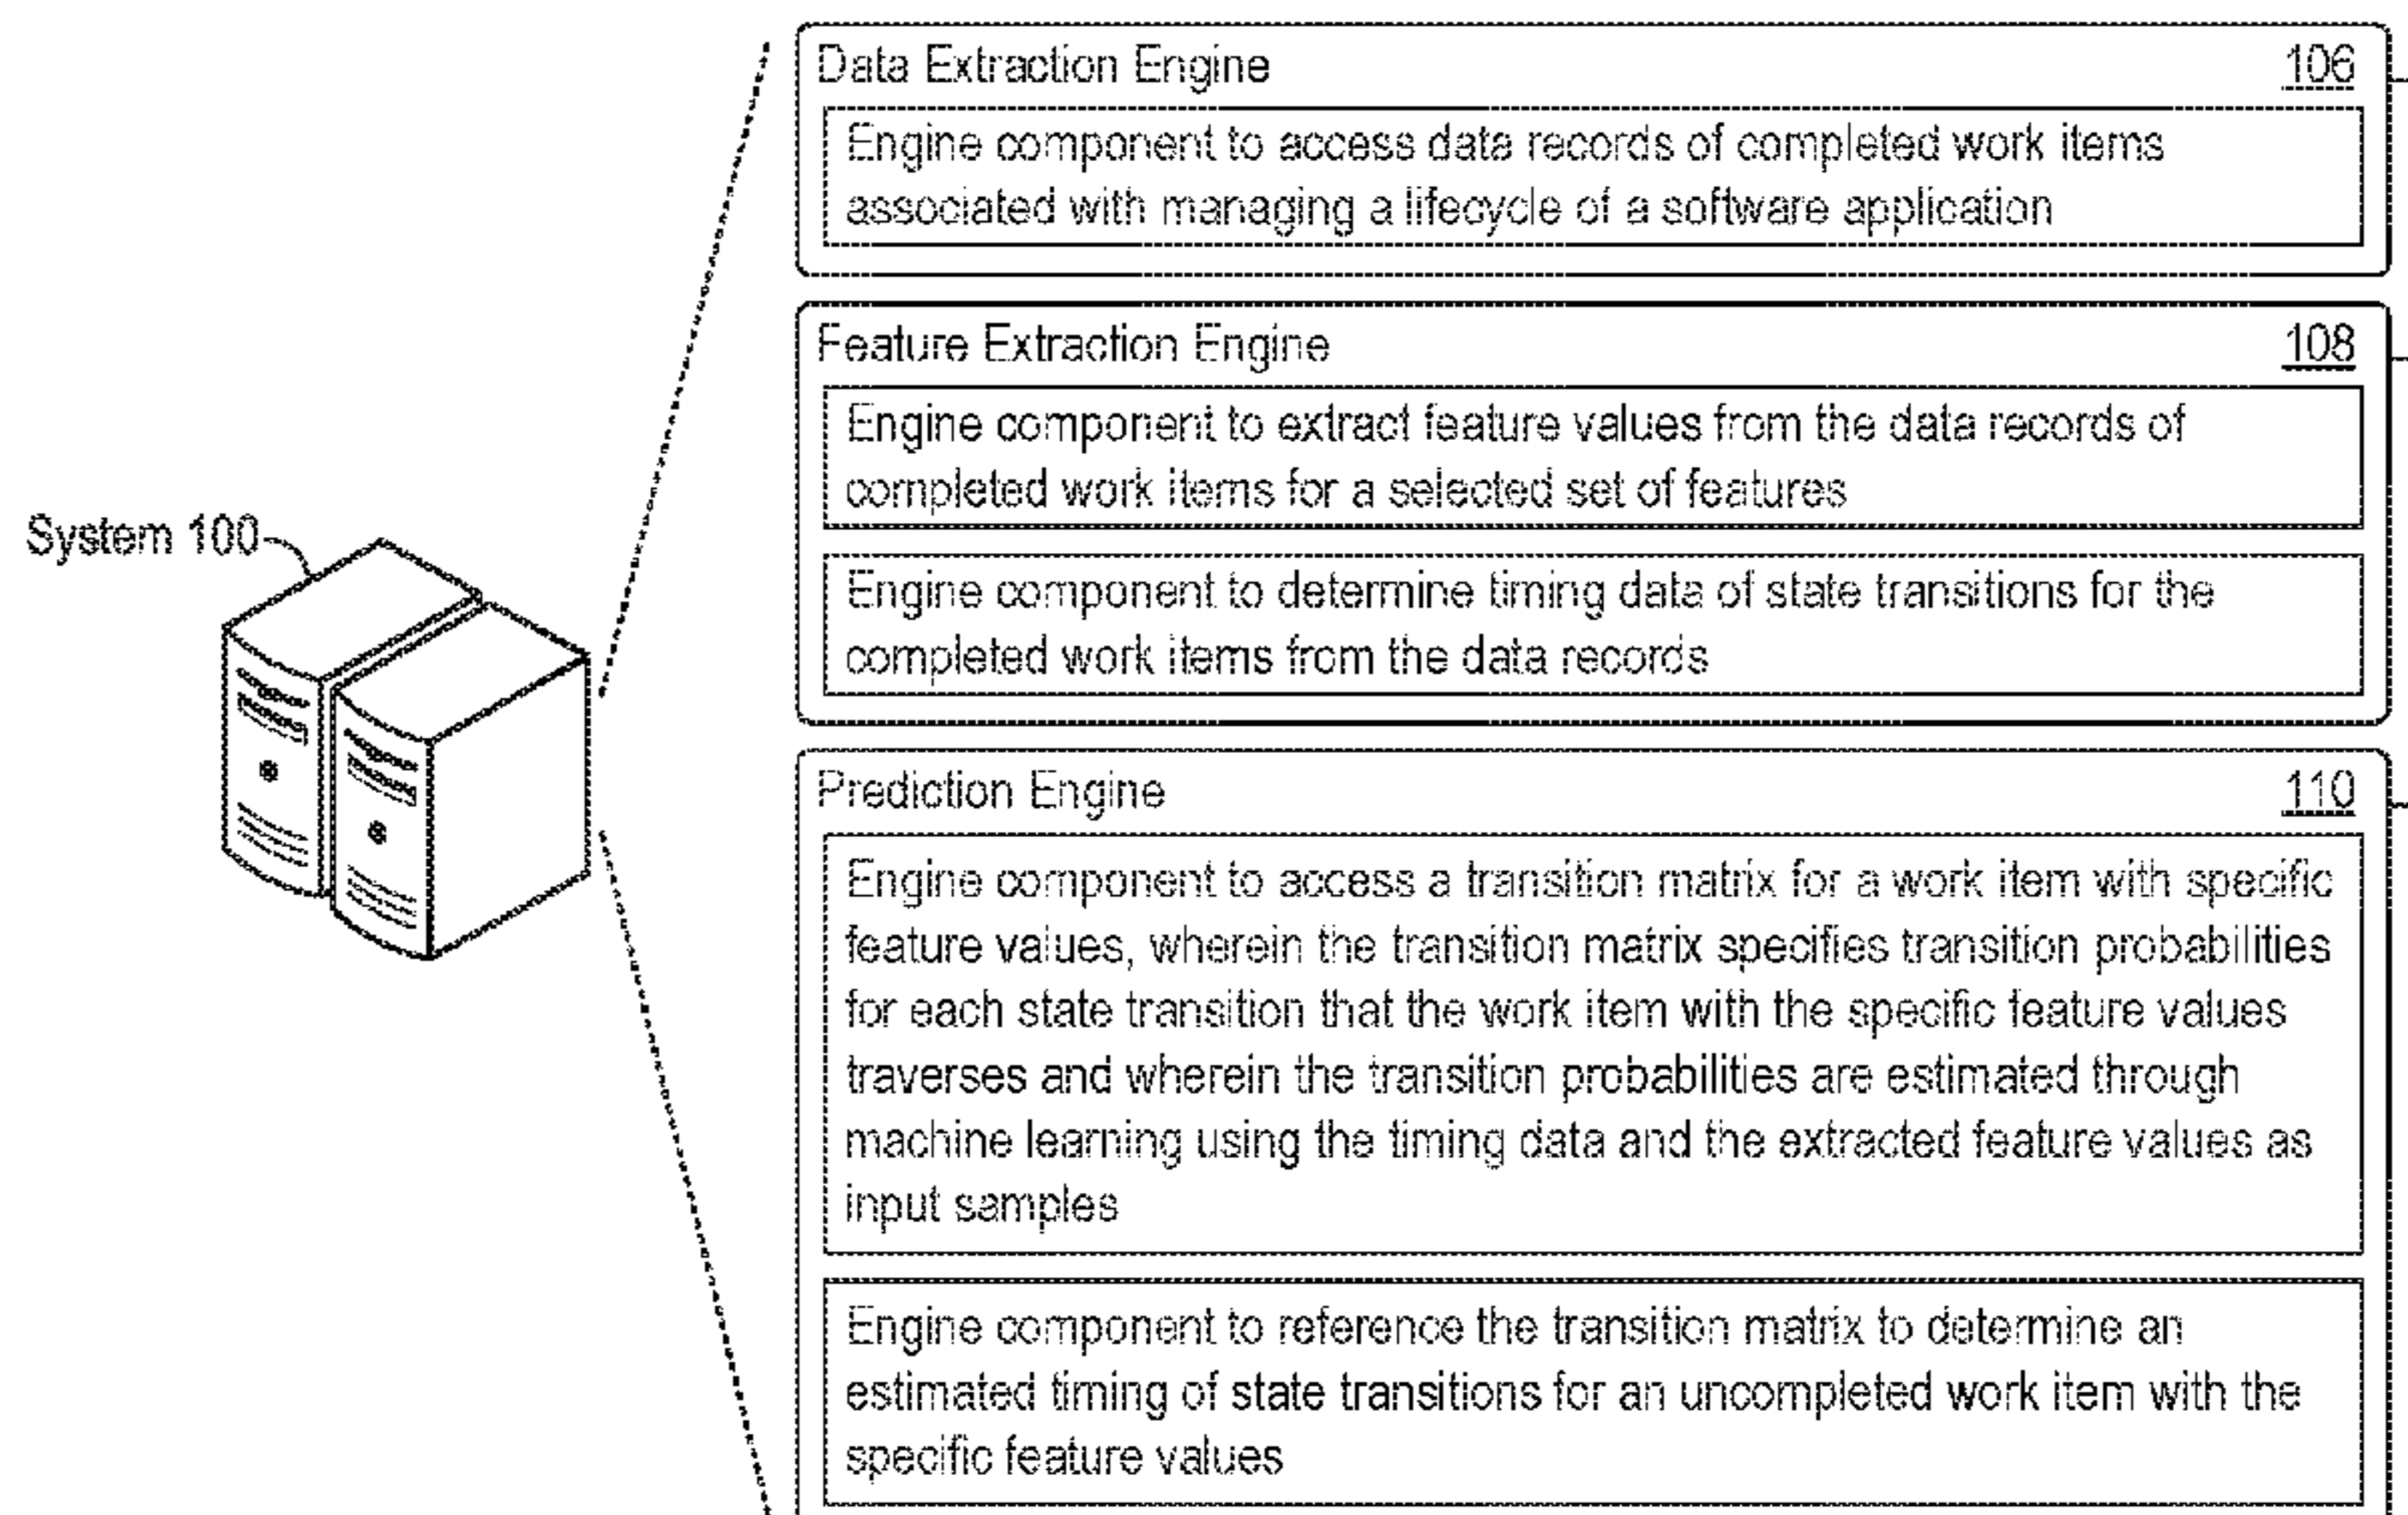 Data Extraction Engine 106
Engine component to access data records of completed work items
associated with managing a lifecycle of a software application
Feature Extraction Engine 108
Engine component to extract feature values from the data records of
completed work items for a selected set of features
System 100
Engine component to determine timing data of state transitions for the
completed work items from the data records
Prediction Engine 110
Engine component to access a transition matrix for a work item with specific
feature values, wherein the transition matrix specifies transition probabilities
for each state transition that the work item with the specific feature values
traverses and wherein the transition probabilities are estimated through
machine learning using the timing data and the extracted feature values as
input samples
Engine component to reference the transition matrix to determine an
estimated timing of state transitions for an uncompleted work item with the
specific feature values